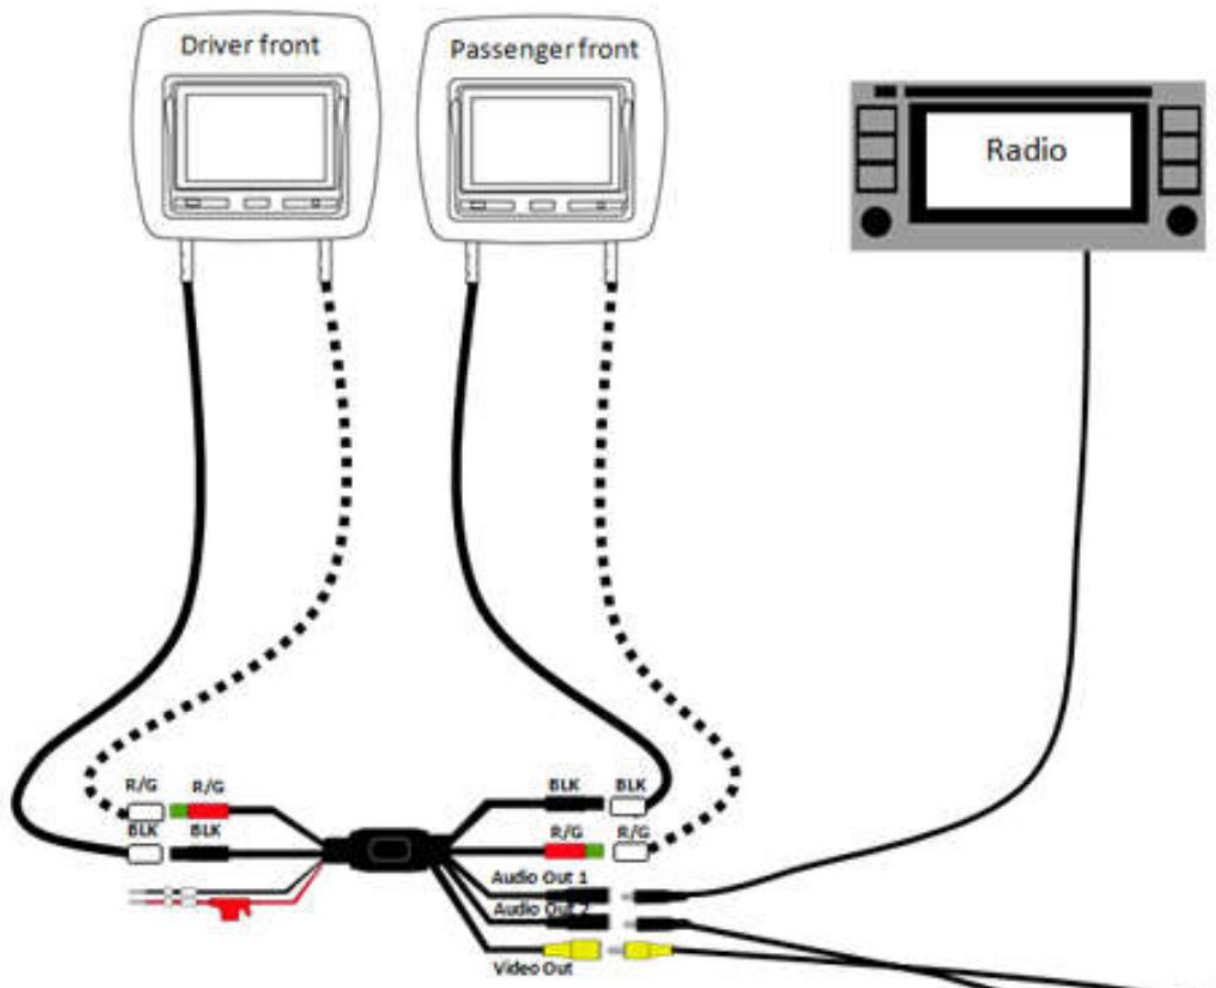 Driver front
Passenger front
Radio
R/G
R/G
BLK
BLK
BLK
BLK
R/G
R/G
Audio Out 1
Audio Out 2
Video Out